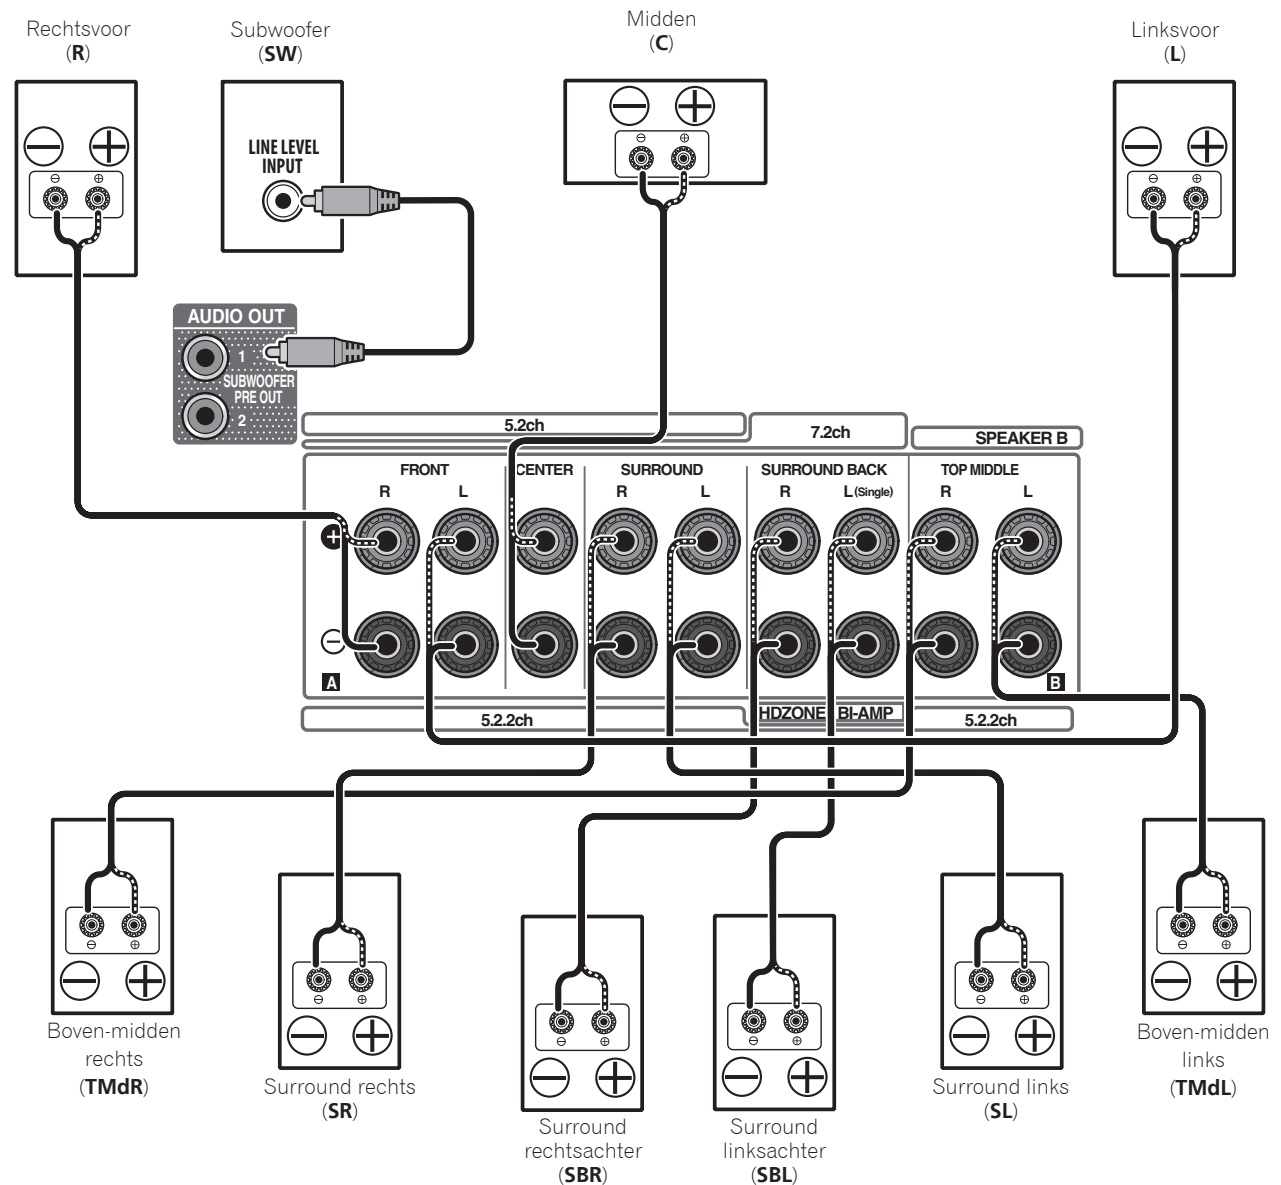 Rechtsvoor
(R)
Subwoofer
(SW)
Midden
(C)
Linksvoor
(L)
LINE LEVEL
INPUT
AUDIO OUT
1
SUBWOOFER
PRE OUT
2
5.2ch
7.2ch
SPEAKER B
FRONT
CENTER
SURROUND
SURROUND BACK
TOP MIDDLE
R
L
R
L
R
L (Single)
R
L
A
B
5.2.2ch
HDZONE
BI-AMP
5.2.2ch
Boven-midden
rechts
(TMdR)
Surround rechts
(SR)
Surround
rechtsachter
(SBR)
Surround
linksachter
(SBL)
Surround links
(SL)
Boven-midden
links
(TMdL)